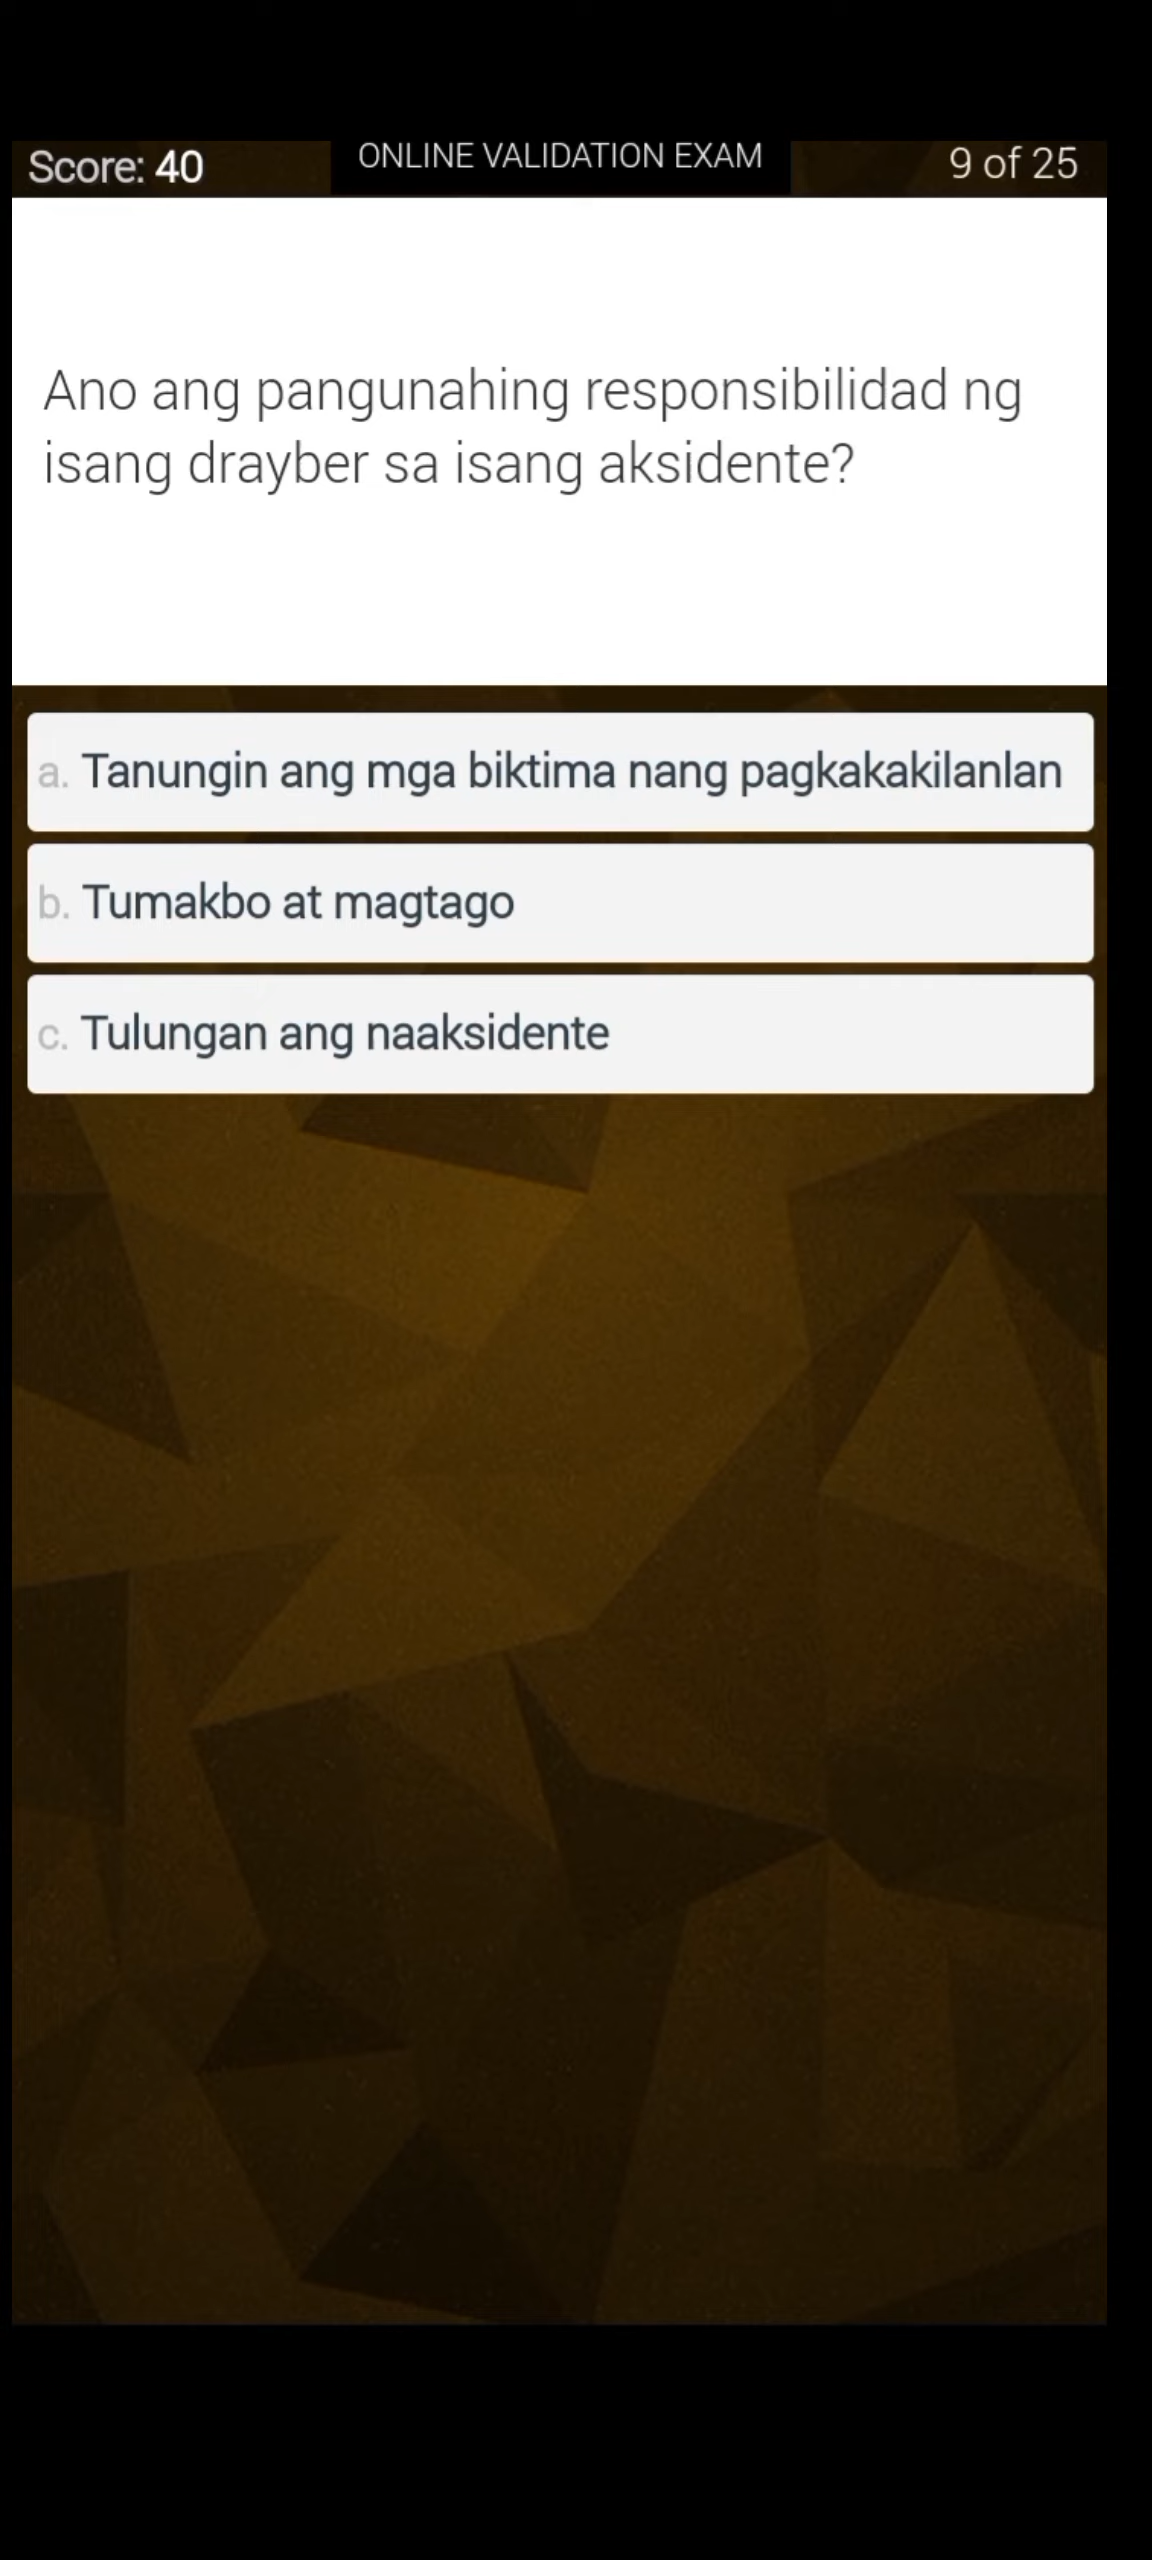 Score: 40
ONLINE VALIDATION EXAM
9 of 25
Ano ang pangunahing responsibilidad ng
isang drayber sa isang aksidente?
a. Tanungin ang mga biktima nang pagkakakilanlan
b. Tumakbo at magtago
c. Tulungan ang naaksidente